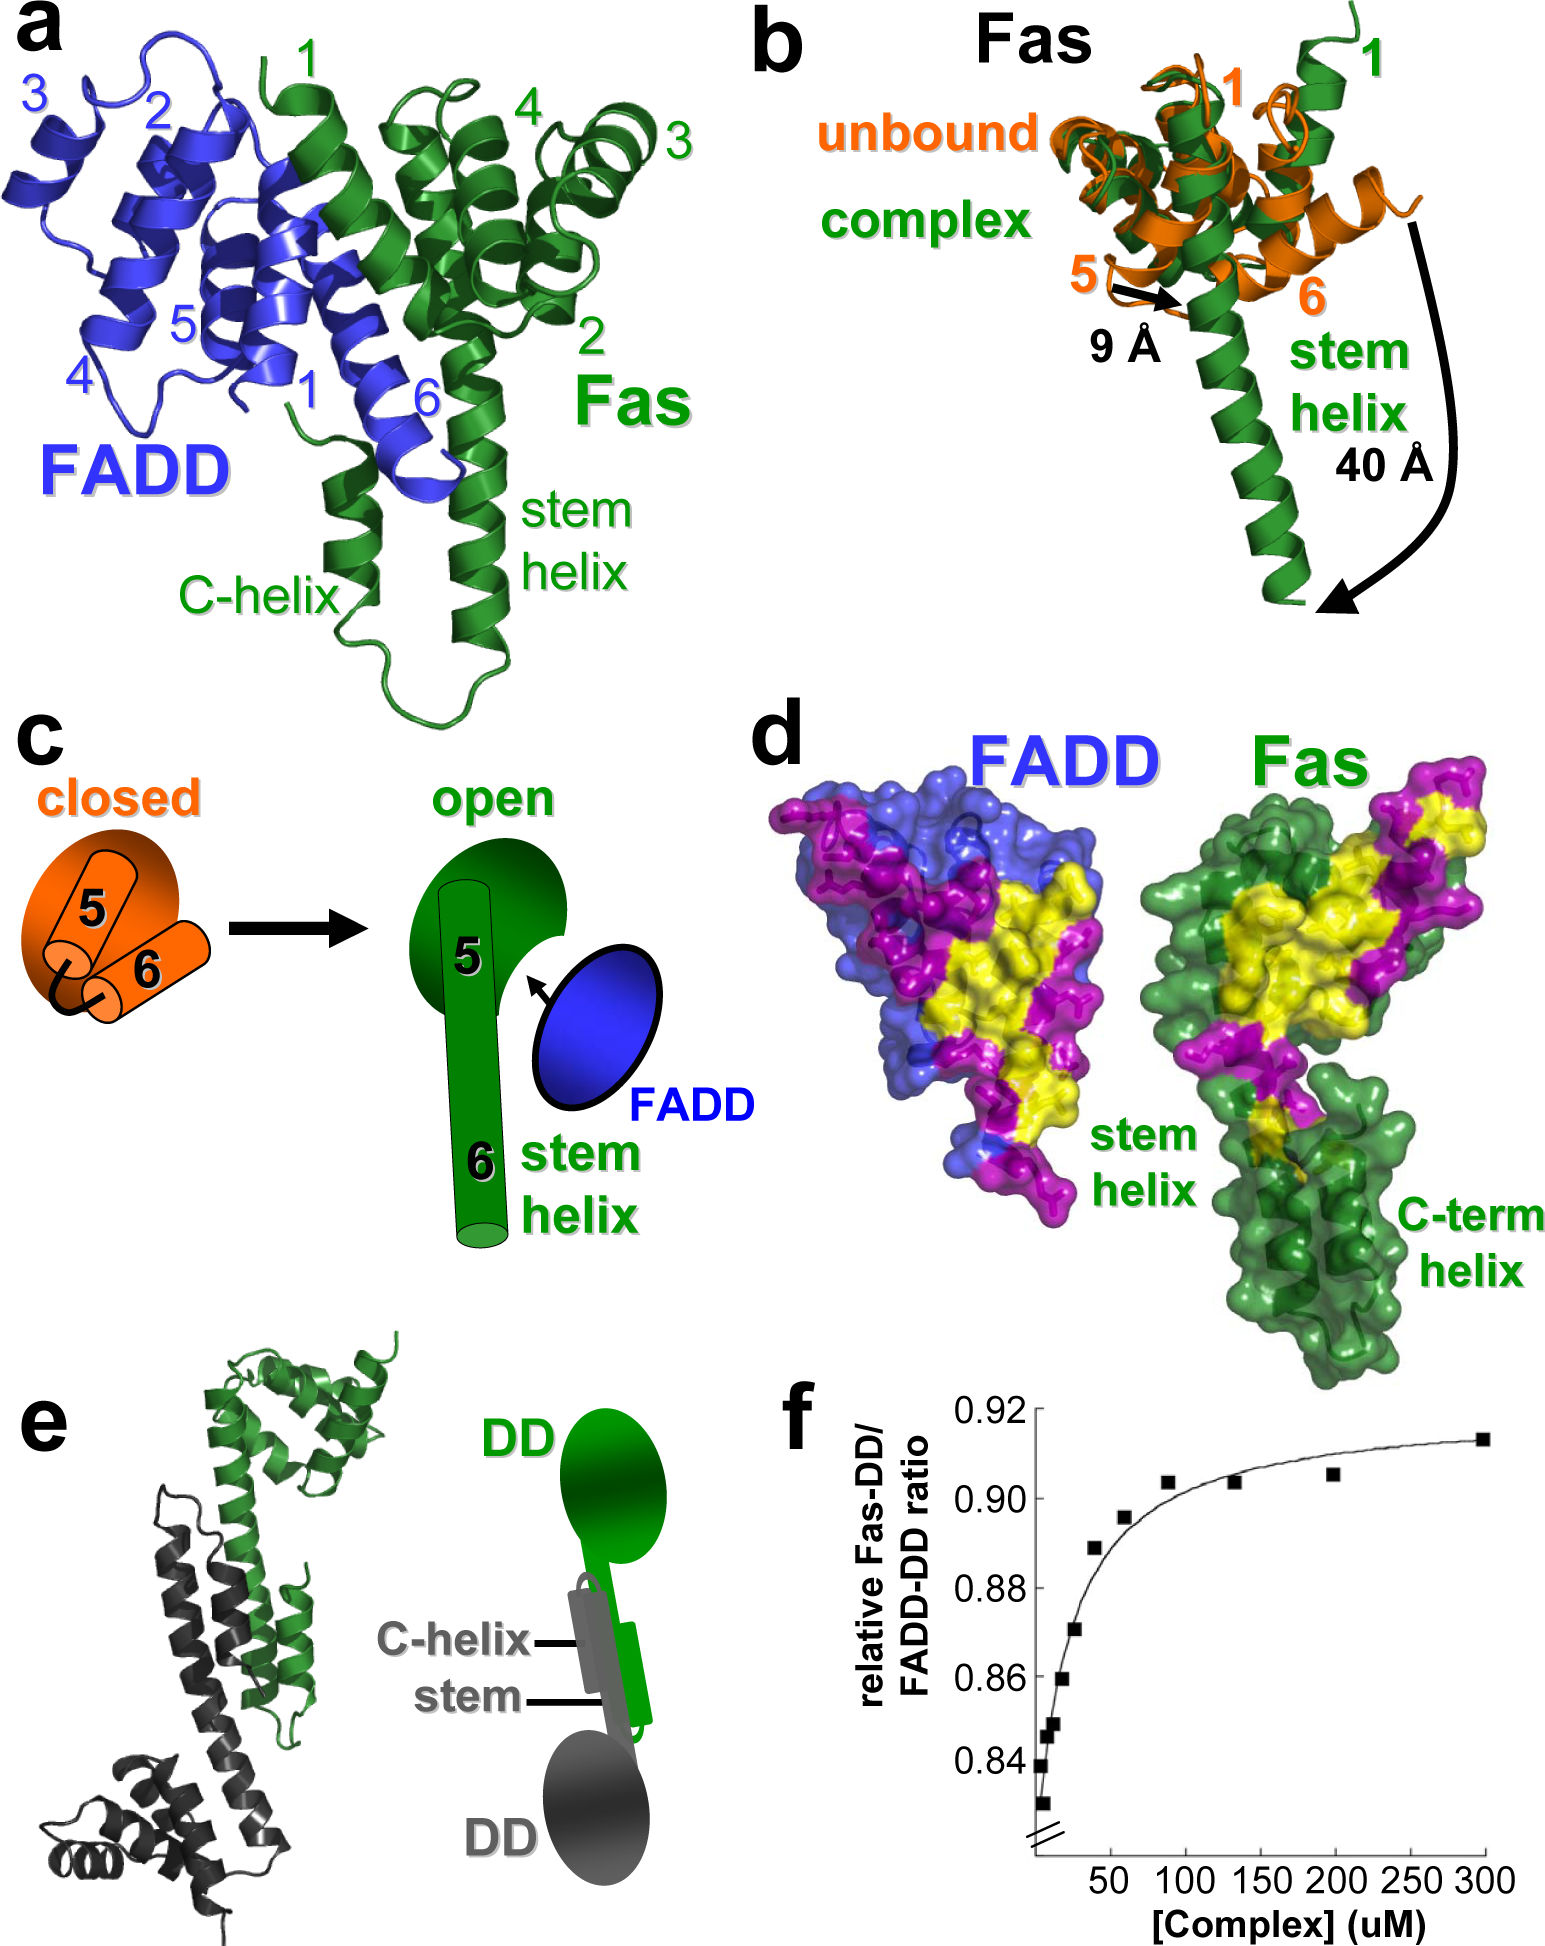 a
3
2
1
4
3
5
4
1
6
2
FADD
Fas
stem
helix
C-helix
b
Fas
1
1
unbound
complex
5
6
9 Å
stem
helix
40 Å
c
closed
open
5
6
5
FADD
6
stem
helix
d
FADD
Fas
stem
helix
C-term
helix
e
DD
C-helix
stem
DD
f
relative Fas-DD/
FADD-DD ratio
0.92
0.90
0.88
0.86
0.84
50 100 150 200 250 300
[Complex] (uM)